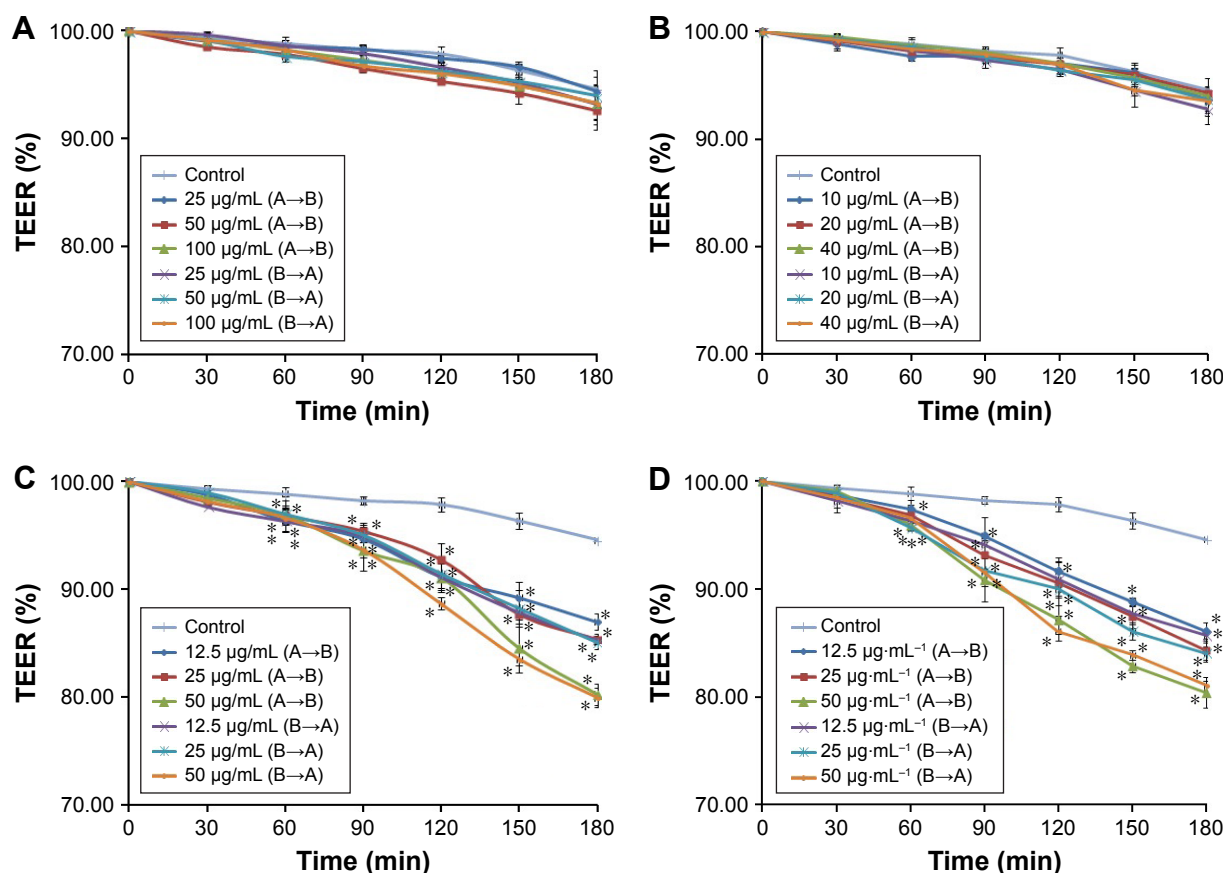 A
100.00
90.00
80.00
70.00
TEER (%)
Control
25 µg/mL (A→B)
50 µg/mL (A→B)
100 µg/mL (A→B)
25 µg/mL (B→A)
50 µg/mL (B→A)
100 µg/mL (B→A)
0 30 60 90 120 150 180
Time (min)
B
100.00
90.00
80.00
70.00
TEER (%)
Control
10 µg/mL (A→B)
20 µg/mL (A→B)
40 µg/mL (A→B)
10 µg/mL (B→A)
20 µg/mL (B→A)
40 µg/mL (B→A)
0 30 60 90 120 150 180
Time (min)
C
100.00
90.00
80.00
70.00
TEER (%)
Control
12.5 µg/mL (A→B)
25 µg/mL (A→B)
50 µg/mL (A→B)
12.5 µg/mL (B→A)
25 µg/mL (B→A)
50 µg/mL (B→A)
0 30 60 90 120 150 180
Time (min)
D
100.00
90.00
80.00
70.00
TEER (%)
Control
12.5 µg·mL⁻¹ (A→B)
25 µg·mL⁻¹ (A→B)
50 µg·mL⁻¹ (A→B)
12.5 µg·mL⁻¹ (B→A)
25 µg·mL⁻¹ (B→A)
50 µg·mL⁻¹ (B→A)
0 30 60 90 120 150 180
Time (min)